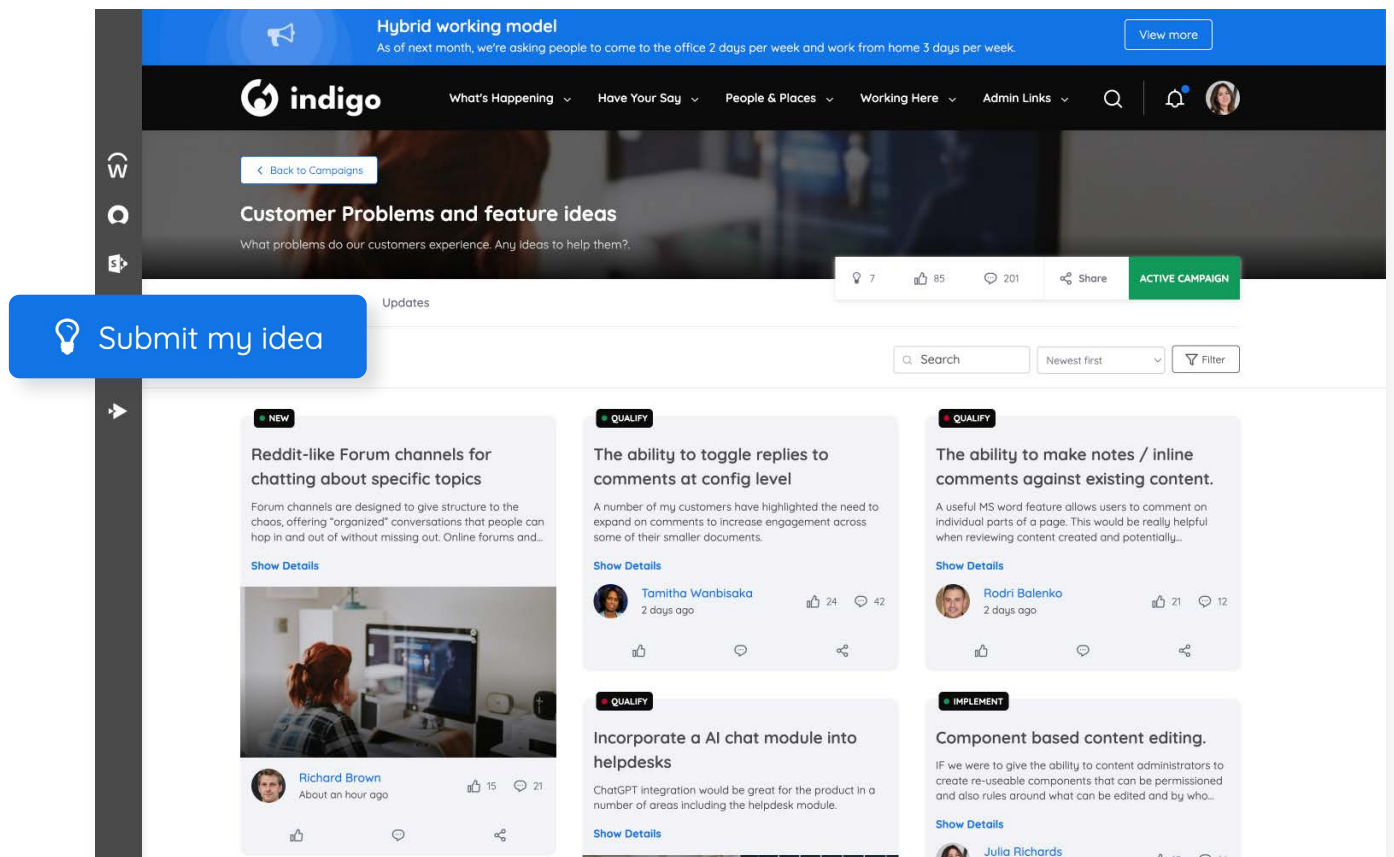 Hybrid working model
As of next month, we're asking people to come to the office 2 days per week and work from home 3 days per week.
View more
indigo
What's Happening
Have Your Say
People & Places
Working Here
Admin Links
Back to Campaigns
Customer Problems and feature ideas
What problems do our customers experience. Any ideas to help them?.
7
85
201
Share
ACTIVE CAMPAIGN
Updates
Submit my idea
Search
Newest first
Filter
NEW
Reddit-like Forum channels for
chatting about specific topics
Forum channels are designed to give structure to the
chaos, offering "organized" conversations that people can
hop in and out of without missing out. Online forums and...
Show Details
Richard Brown
About an hour ago
15
21
QUALIFY
The ability to toggle replies to
comments at config level
A number of my customers have highlighted the need to
expand on comments to increase engagement across
some of their smaller documents.
Show Details
Tamitha Wanbisaka
2 days ago
24
42
QUALIFY
The ability to make notes / inline
comments against existing content.
A useful MS word feature allows users to comment on
individual parts of a page. This would be really helpful
when reviewing content created and potentially...
Show Details
Rodri Balenko
2 days ago
21
12
QUALIFY
Incorporate a AI chat module into
helpdesks
ChatGPT integration would be great for the product in a
number of areas including the helpdesk module.
Show Details
IMPLEMENT
Component based content editing.
IF we were to give the ability to content administrators to
create re-useable components that can be permissioned
and also rules around what can be edited and by who...
Show Details
Julia Richards